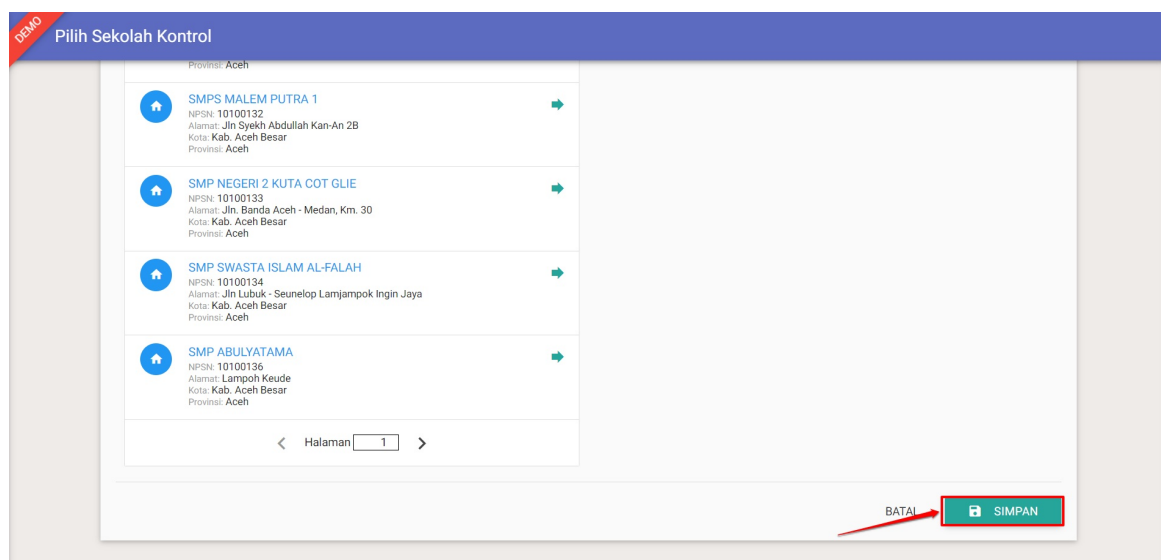 DEMO
Pilih Sekolah Kontrol
Provinsi: Aceh
SMPS MALEM PUTRA 1
NPSN: 10100132
Alamat: Jln Syekh Abdullah Kan-An 2B
Kota: Kab. Aceh Besar
Provinsi: Aceh
SMP NEGERI 2 KUTA COT GLIE
NPSN: 10100133
Alamat: Jln. Banda Aceh - Medan, Km. 30
Kota: Kab. Aceh Besar
Provinsi: Aceh
SMP SWASTA ISLAM AL-FALAH
NPSN: 10100134
Alamat: Jln Lubuk - Seunelop Lamjampok Ingin Jaya
Kota: Kab. Aceh Besar
Provinsi: Aceh
SMP ABULYATAMA
NPSN: 10100136
Alamat: Lampoh Keude
Kota: Kab. Aceh Besar
Provinsi: Aceh
Halaman 1
BATAL SIMPAN